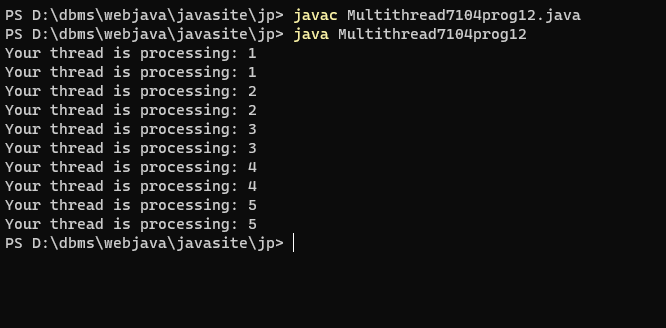 PS D:\dbms\webjava\javasite\jp> javac Multithread7104prog12.java
PS D:\dbms\webjava\javasite\jp> java Multithread7104prog12
Your thread is processing: 1
Your thread is processing: 1
Your thread is processing: 2
Your thread is processing: 2
Your thread is processing: 3
Your thread is processing: 3
Your thread is processing: 4
Your thread is processing: 4
Your thread is processing: 5
Your thread is processing: 5
PS D:\dbms\webjava\javasite\jp>